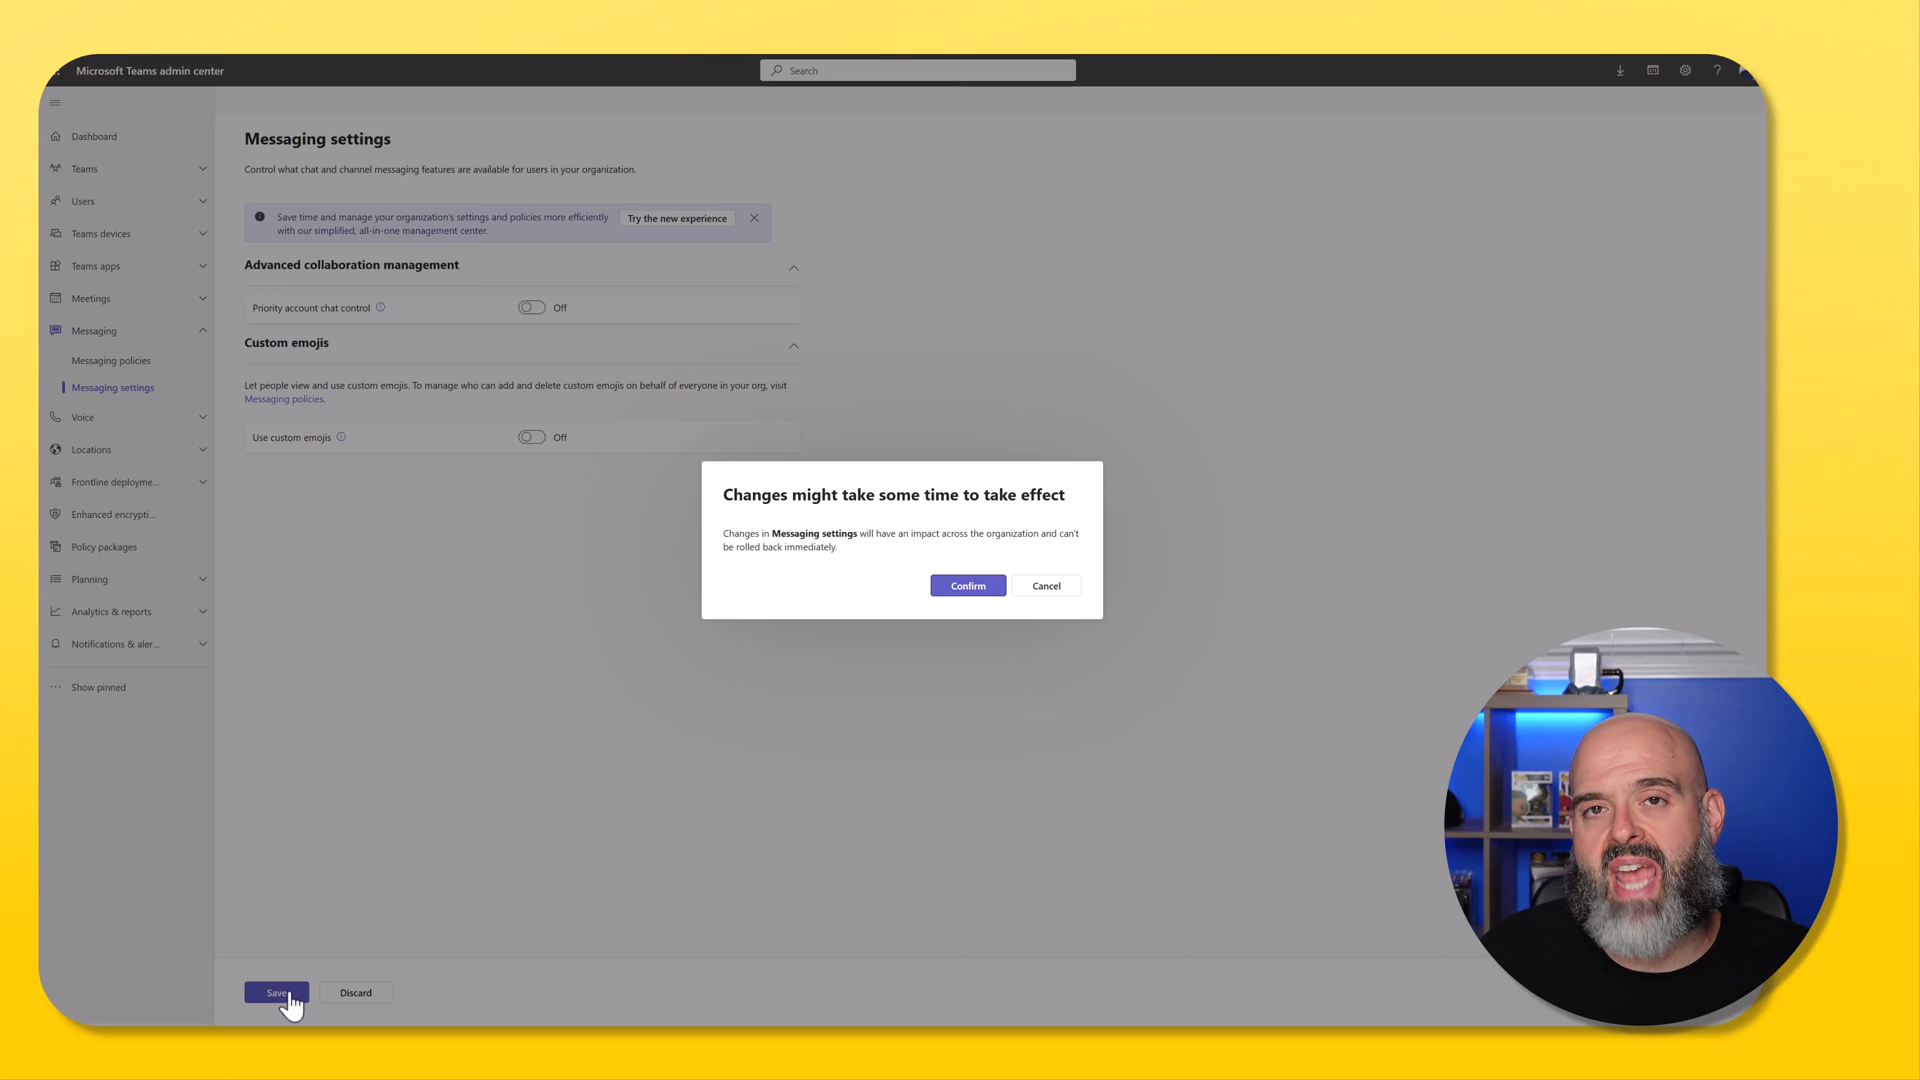 Microsoft Teams admin center
Search
Dashboard
Teams
Users
Teams devices
Teams apps
Meetings
Messaging
Messaging policies
Messaging settings
Voice
Locations
Frontline deployme...
Enhanced encrypti...
Policy packages
Planning
Analytics & reports
Notifications & aler...
Show pinned
Messaging settings
Control what chat and channel messaging features are available for users in your organization.
Save time and manage your organization's settings and policies more efficiently
with our simplified, all-in-one management center.
Try the new experience
Advanced collaboration management
Priority account chat control
Off
Custom emojis
Let people view and use custom emojis. To manage who can add and delete custom emojis on behalf of everyone in your org, visit
Messaging policies.
Use custom emojis
Off
Changes might take some time to take effect
Changes in Messaging settings will have an impact across the organization and can't
be rolled back immediately.
Confirm
Cancel
Save
Discard